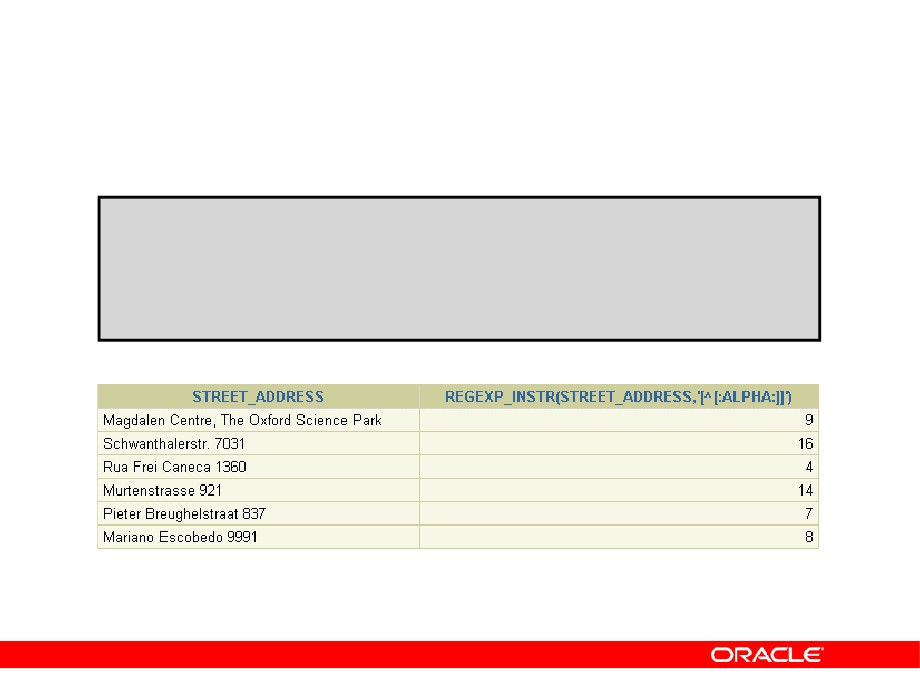 STREET_ADDRESS REGEXP_INSTR(STREET_ADDRESS,'[^[:ALPHA:]]')
Magdalen Centre, The Oxford Science Park 9
Schwanthalerstr. 7031 16
Rua Frei Caneca 1360 4
Murtenstrasse 921 14
Pieter Breughelstraat 837 7
Mariano Escobedo 9991 8
ORACLE